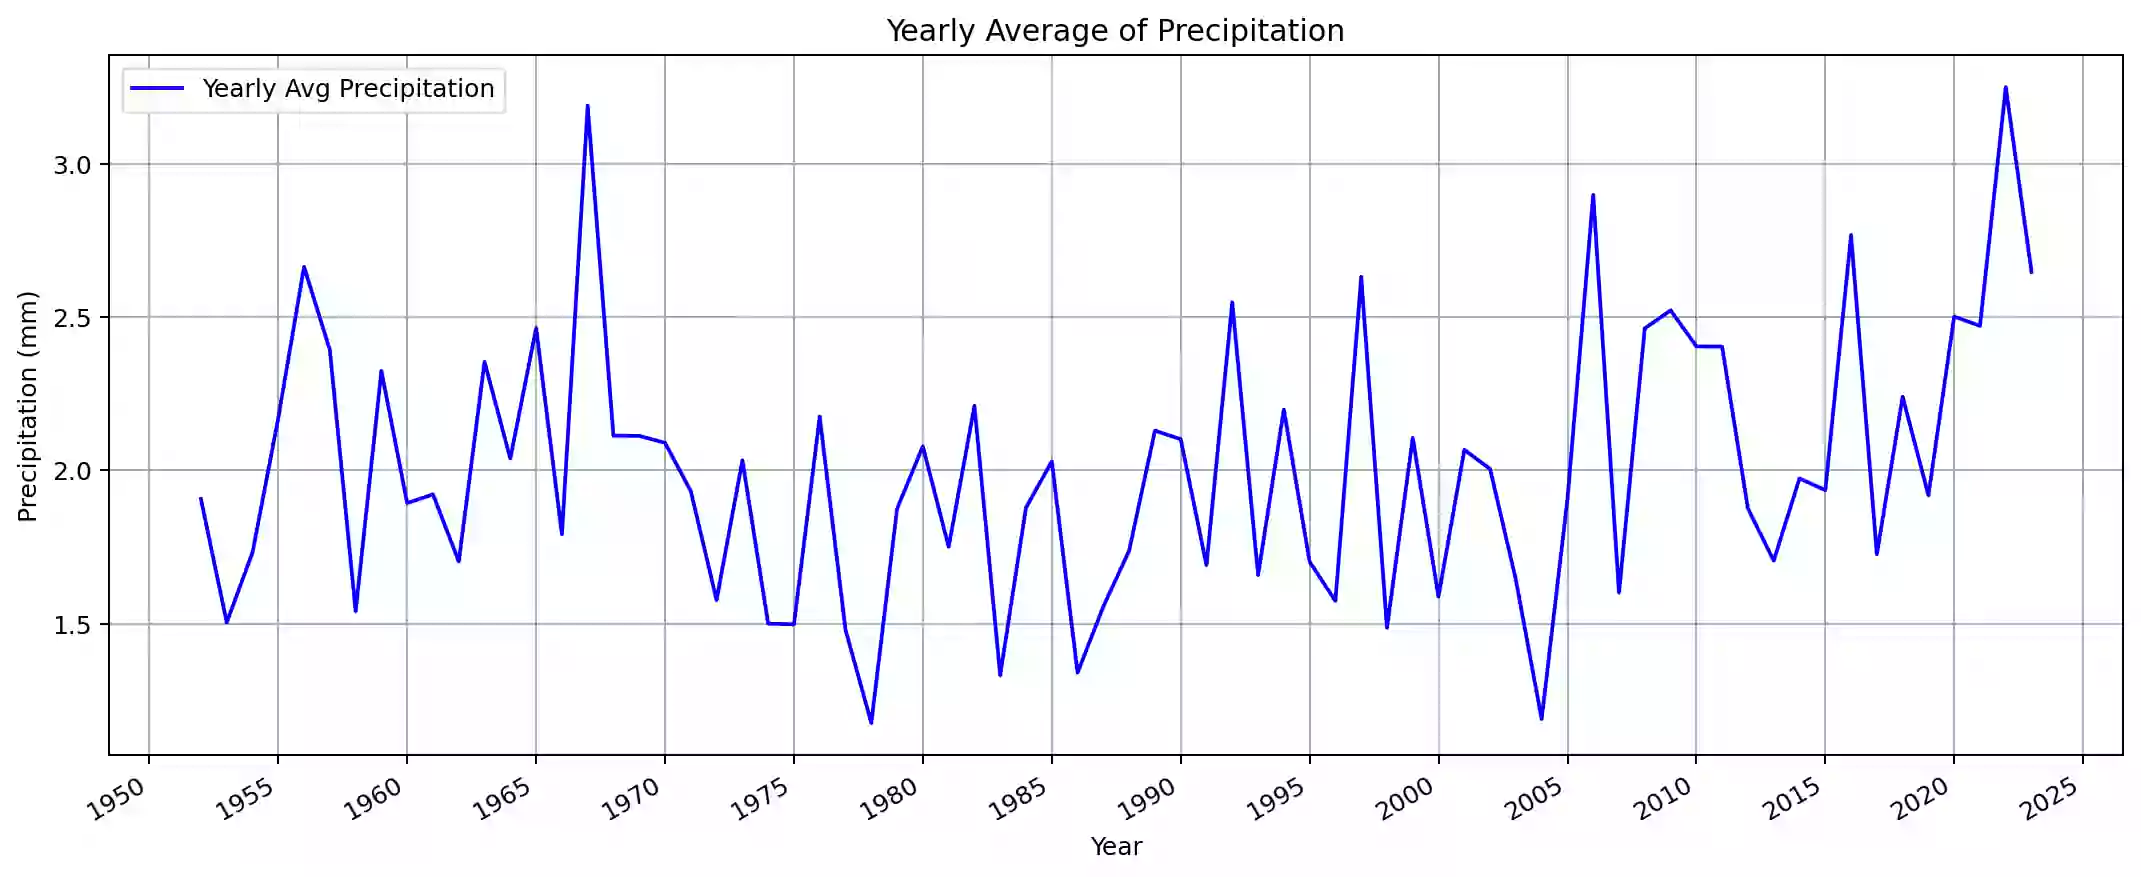 Yearly Average of Precipitation
Yearly Avg Precipitation
Precipitation (mm)
3.0
2.5
2.0
1.5
1950 1955 1960 1965 1970 1975 1980 1985 1990 1995 2000 2005 2010 2015 2020 2025
Year